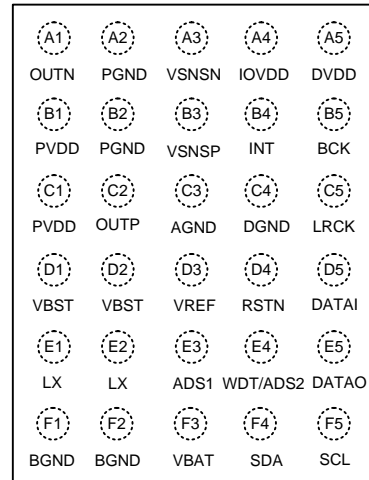 A1 A2 A3 A4 A5
OUTN PGND VSNSN IOVDD DVDD
B1 B2 B3 B4 B5
PVDD PGND VSNSP INT BCK
C1 C2 C3 C4 C5
PVDD OUTP AGND DGND LRCK
D1 D2 D3 D4 D5
VBST VBST VREF RSTN DATAI
E1 E2 E3 E4 E5
LX LX ADS1 WDT/ADS2 DATAO
F1 F2 F3 F4 F5
BGND BGND VBAT SDA SCL